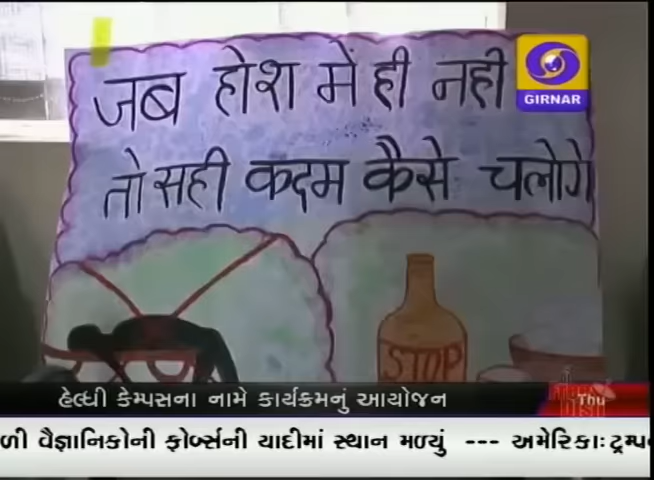 जब होश में ही नही
GIRNAR
तो सही कदम कैसे चलोगे
STOP
હેલ્ધી કેમ્પસના નામે કાર્યક્રમનું આયોજન
Thu
ળી વૈજ્ઞાનિકોની ફોર્બ્સની યાદીમાં સ્થાન મળ્યું --- અમેરિકાઃ ટ્રમ્પ